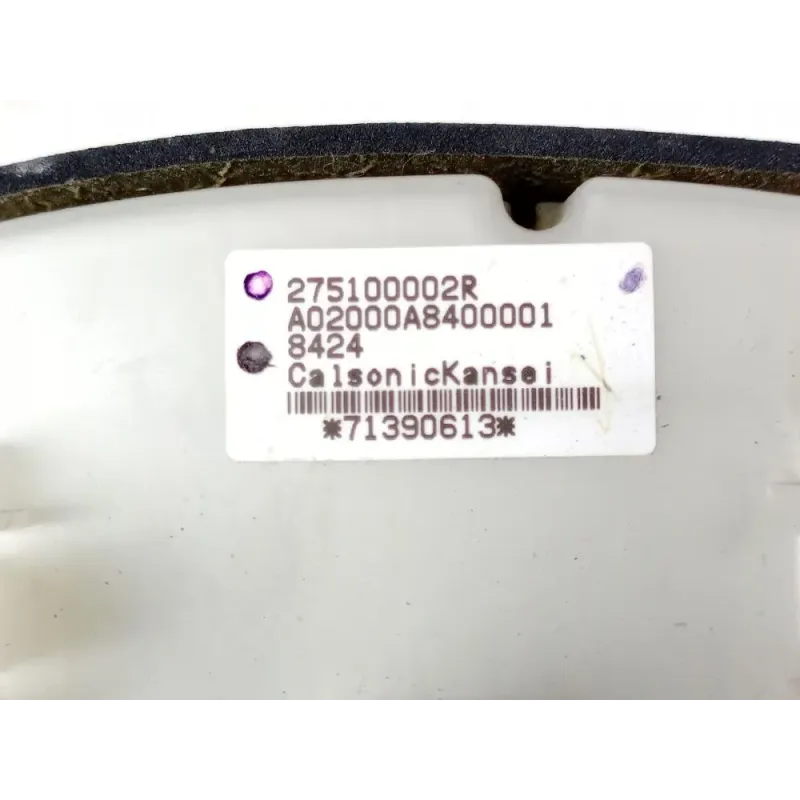 275100002R
A02000A8400001
8424
CalsonicKansei
*71390613*